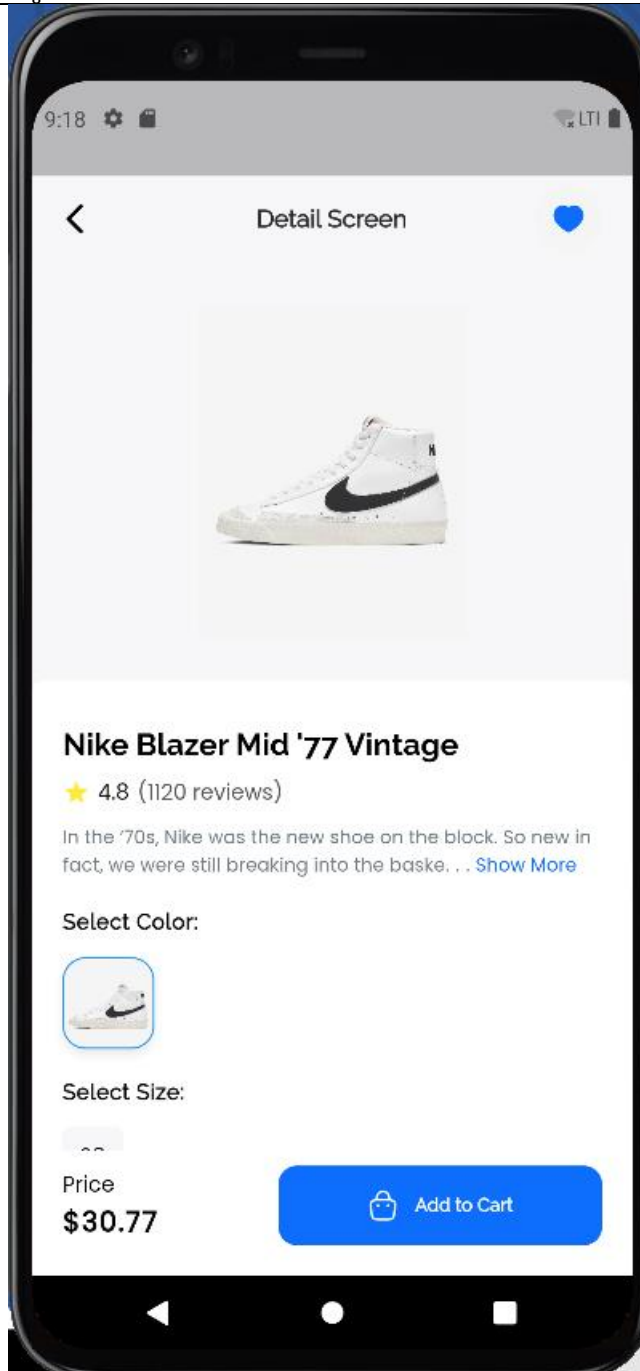 9:18 LTI
Detail Screen
Nike Blazer Mid '77 Vintage
4.8 (1120 reviews)
In the ‘70s, Nike was the new shoe on the block. So new in
fact, we were still breaking into the baske. . . Show More
Select Color:
Select Size:
Price
$30.77
Add to Cart